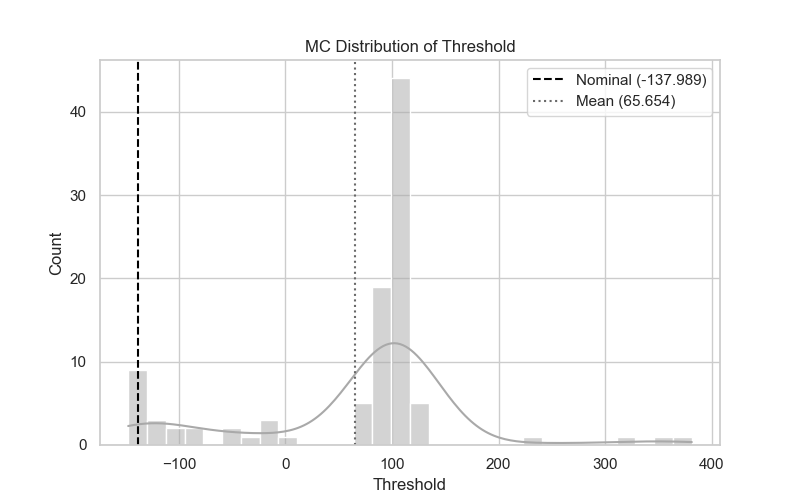 MC Distribution of Threshold
Nominal (-137.989)
Mean (65.654)
Count
40
30
20
10
0
−100
0
100
200
300
400
Threshold